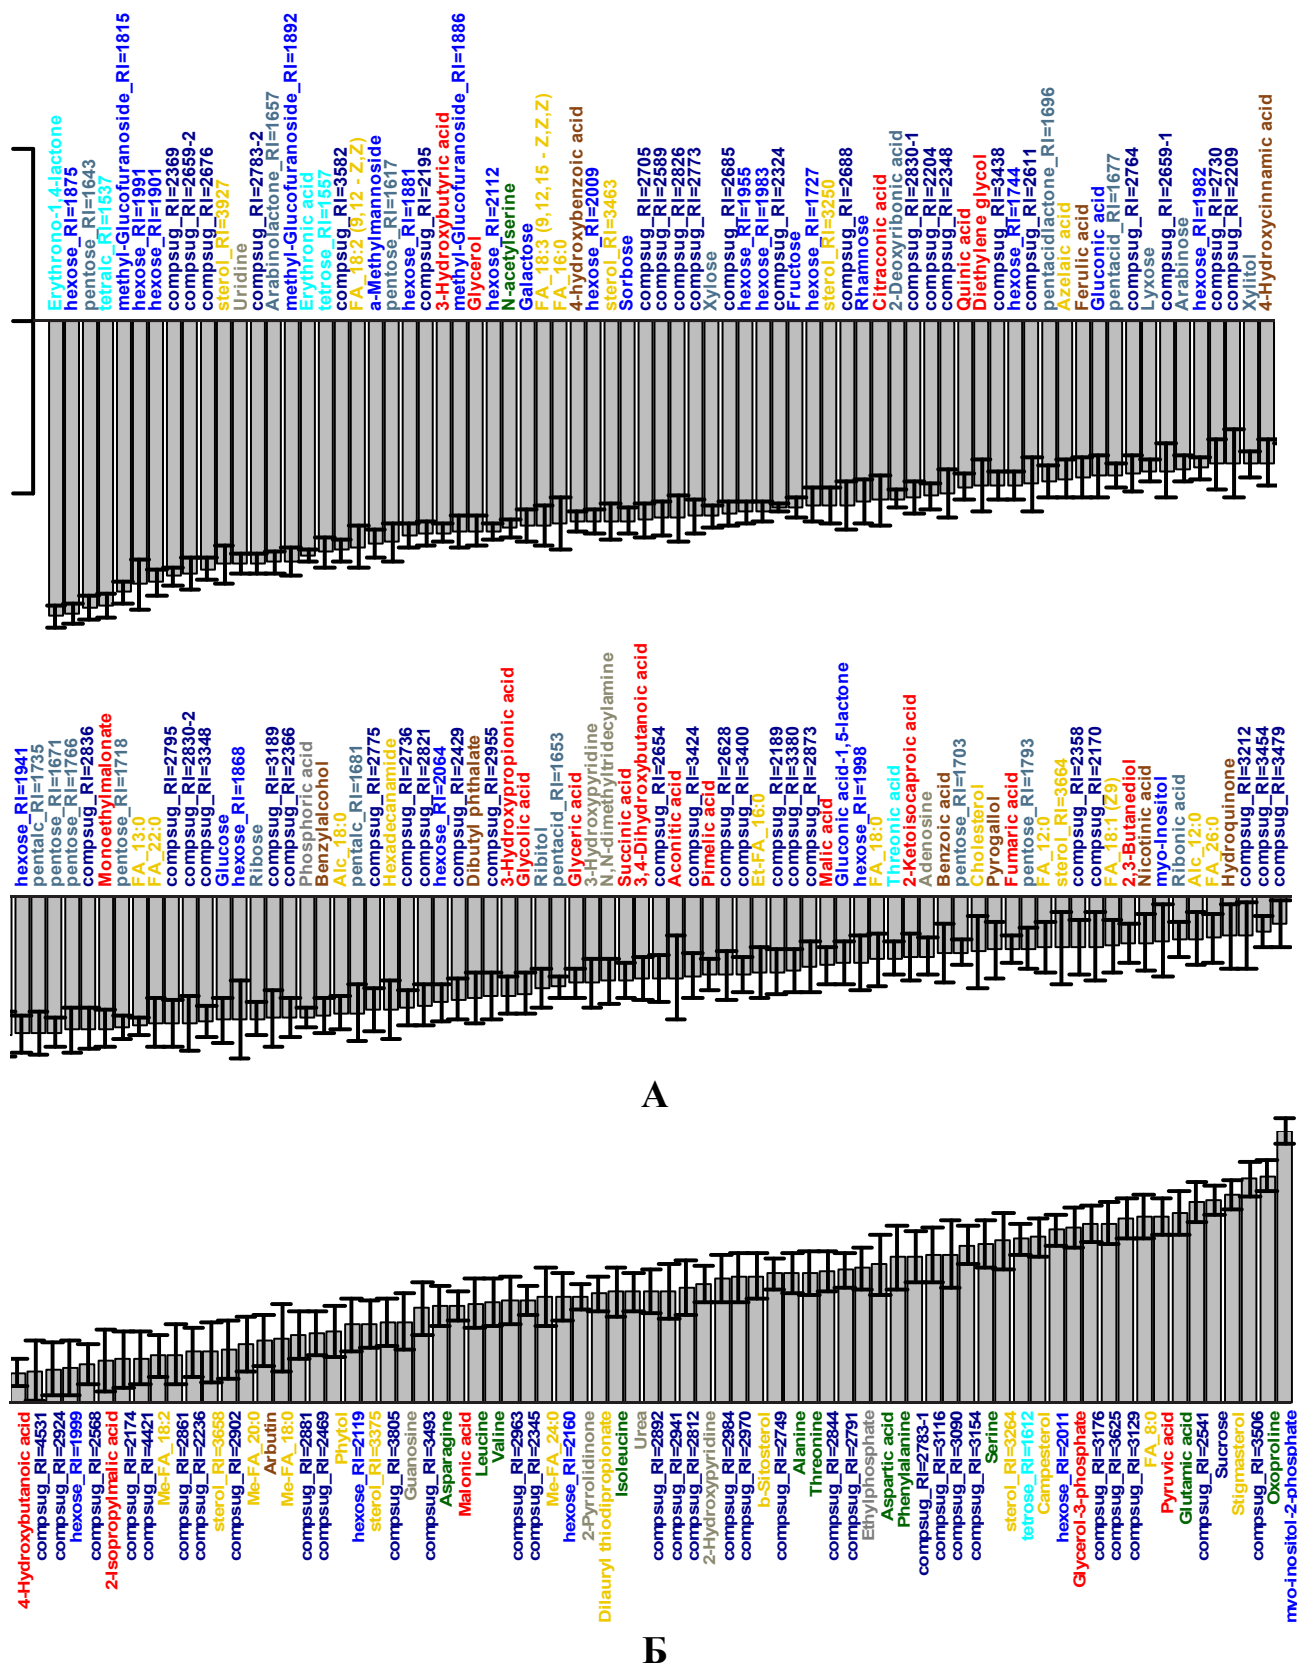 Erythrono-1,4-lactone
hexose_RI=1875
pentose_RI=1643
tetralc_RI=1537
methyl-Glucofuranoside_RI=1815
hexose_RI=1991
hexose_RI=1901
compsug_RI=2369
compsug_RI=2659-2
compsug_RI=2676
sterol_RI=3927
Uridine
compsug_RI=2783-2
Arabinolactone_RI=1657
methyl-Glucofuranoside_RI=1892
Erythronic acid
tetrose_RI=1557
compsug_RI=3582
FA_18:2 (9,12 - Z,Z)
a-Methylmannoside
pentose_RI=1617
hexose_RI=1881
compsug_RI=2195
3-Hydroxybutyric acid
methyl-Glucofuranoside_RI=1886
Glycerol
hexose_RI=2112
N-acetylserine
Galactose
FA_18:3 (9,12,15 - Z,Z,Z)
FA_16:0
4-hydroxybenzoic acid
hexose_RI=2009
sterol_RI=3463
Sorbose
compsug_RI=2705
compsug_RI=2589
compsug_RI=2826
compsug_RI=2773
Xylose
compsug_RI=2685
hexose_RI=1955
hexose_RI=1983
compsug_RI=2324
Fructose
hexose_RI=1727
sterol_RI=3250
compsug_RI=2688
Rhamnose
Citraconic acid
2-Deoxyribonic acid
compsug_RI=2830-1
compsug_RI=2204
compsug_RI=2348
Quinic acid
Diethylene glycol
compsug_RI=3438
hexose_RI=1744
compsug_RI=2611
pentacidlactone_RI=1696
Azelaic acid
Ferulic acid
Gluconic acid
pentacid_RI=1677
compsug_RI=2764
Lyxose
compsug_RI=2659-1
Arabinose
hexose_RI=1982
compsug_RI=2730
compsug_RI=2209
Xylitol
4-Hydroxycinnamic acid
hexose_RI=1941
pentalc_RI=1735
pentose_RI=1671
pentose_RI=1766
compsug_RI=2836
Monoethylmalonate
pentose_RI=1718
FA_13:0
FA_22:0
compsug_RI=2795
compsug_RI=2830-2
compsug_RI=3348
Glucose
hexose_RI=1868
Ribose
compsug_RI=3189
compsug_RI=2366
Phosphoric acid
Benzylalcohol
Alc_18:0
pentalc_RI=1681
compsug_RI=2775
Hexadecanamide
compsug_RI=2736
compsug_RI=2821
hexose_RI=2064
compsug_RI=2429
Dibutyl phthalate
compsug_RI=2955
3-Hydroxypropionic acid
Glycolic acid
Ribitol
pentacid_RI=1653
Glyceric acid
3-Hydroxypyridine
N,N-dimethyltridecylamine
Succinic acid
3,4-Dihydroxybutanoic acid
compsug_RI=2654
Aconitic acid
compsug_RI=3424
Pimelic acid
compsug_RI=2628
compsug_RI=3400
Et-FA_16:0
compsug_RI=2189
compsug_RI=3380
compsug_RI=2873
Malic acid
Gluconic acid-1,5-lactone
hexose_RI=1998
FA_18:0
Threonic acid
2-Ketoisocaproic acid
Adenosine
Benzoic acid
pentose_RI=1703
Cholesterol
Pyrogallol
Fumaric acid
pentose_RI=1793
FA_12:0
sterol_RI=3664
compsug_RI=2358
compsug_RI=2170
FA_18:1 (Z9)
2,3-Butanediol
Nicotinic acid
myo-Inositol
Ribonic acid
Alc_12:0
FA_26:0
Hydroquinone
compsug_RI=3212
compsug_RI=3454
compsug_RI=3479
А
4-Hydroxybutanoic acid
compsug_RI=4531
compsug_RI=2924
hexose_RI=1999
compsug_RI=2568
2-Isopropylmalic acid
compsug_RI=2174
compsug_RI=4421
Me-FA_18:2
compsug_RI=2861
compsug_RI=2236
sterol_RI=3658
compsug_RI=2902
Me-FA_20:0
Arbutin
Me-FA_18:0
compsug_RI=2881
compsug_RI=2469
Phytol
hexose_RI=2119
sterol_RI=3375
compsug_RI=3805
Guanosine
compsug_RI=3493
Asparagine
Malonic acid
Leucine
Valine
compsug_RI=2963
compsug_RI=2345
Me-FA_24:0
hexose_RI=2160
2-Pyrrolidinone
Dilauryl thiodipropionate
Isoleucine
Urea
compsug_RI=2892
compsug_RI=2941
compsug_RI=2812
2-Hydroxypyridine
compsug_RI=2984
compsug_RI=2970
b-Sitosterol
compsug_RI=2749
Alanine
Threonine
compsug_RI=2844
compsug_RI=2791
Ethylphosphate
Aspartic acid
Phenylalanine
compsug_RI=2783-1
compsug_RI=3116
compsug_RI=3090
compsug_RI=3154
Serine
sterol_RI=3264
tetrose_RI=1612
Campesterol
hexose_RI=2011
Glycerol-3-phosphate
compsug_RI=3176
compsug_RI=3625
compsug_RI=3129
FA_8:0
Pyruvic acid
Glutamic acid
compsug_RI=2541
Sucrose
Stigmasterol
compsug_RI=3506
Oxoproline
myo-inositol-2-phosphate
Б